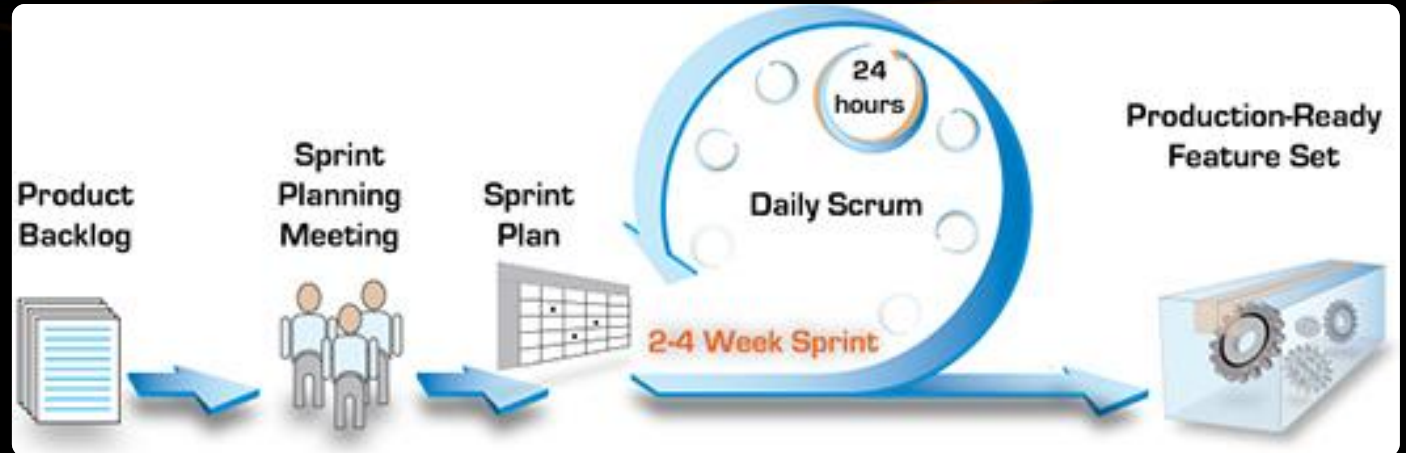 Product
Backlog
Sprint
Planning
Meeting
Sprint
Plan
24
hours
Daily Scrum
2-4 Week Sprint
Production-Ready
Feature Set